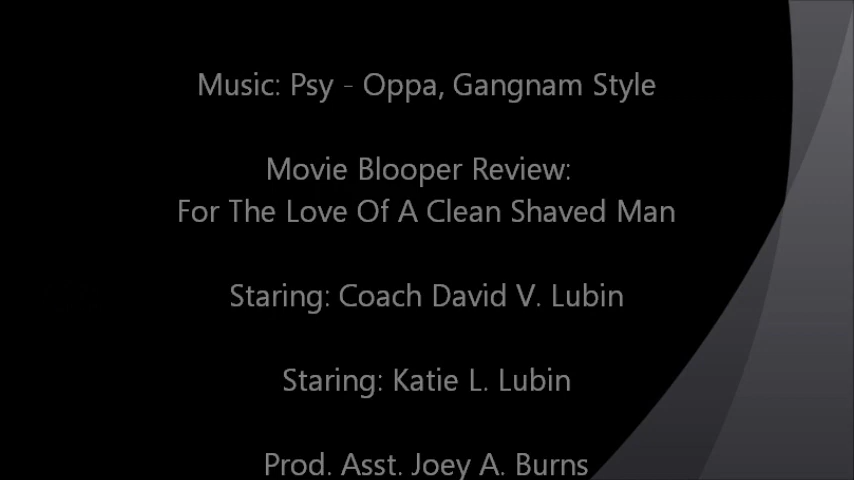 Music: Psy - Oppa, Gangnam Style
Movie Blooper Review:
For The Love Of A Clean Shaved Man
Staring: Coach David V. Lubin
Staring: Katie L. Lubin
Prod. Asst. Joey A. Burns